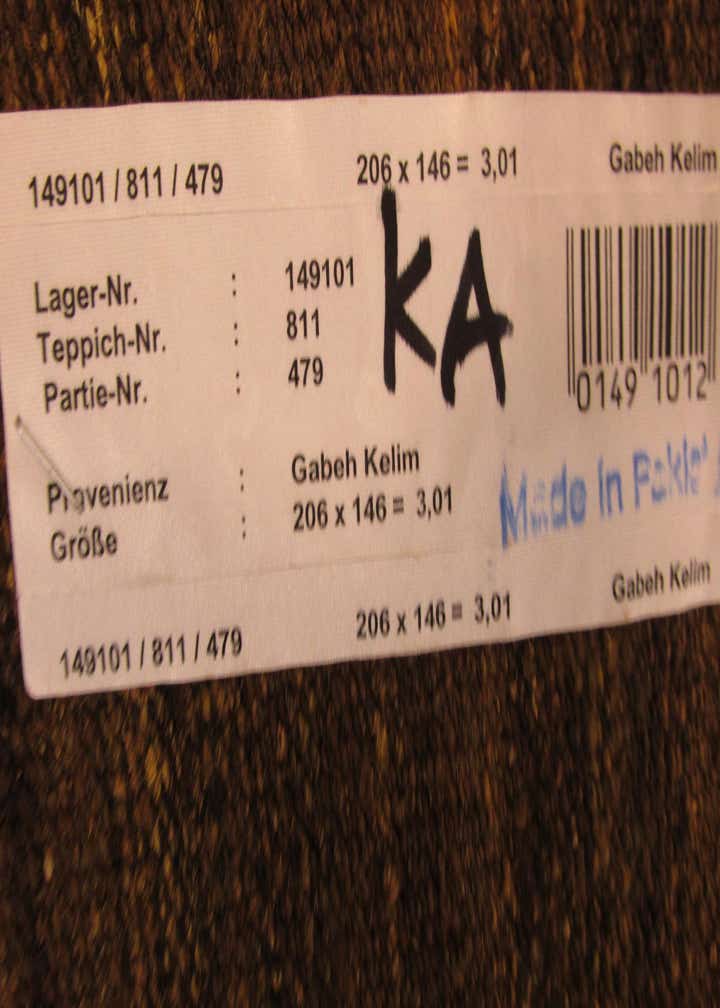 149101 / 811 / 479 206 x 146 = 3,01 Gabeh Kelim
Lager-Nr. : 149101
Teppich-Nr. : 811
Partie-Nr. : 479
KA
0149 1012
Provenienz : Gabeh Kelim
Größe : 206 x 146 = 3,01
Made In
149101 / 811 / 479 206 x 146 = 3,01 Gabeh Kelim